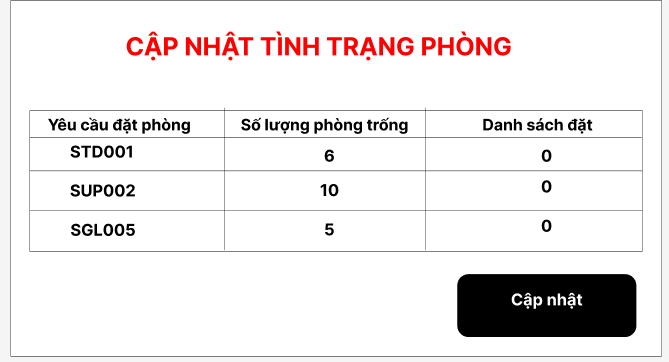 CẬP NHẬT TÌNH TRẠNG PHÒNG
Yêu cầu đặt phòng Số lượng phòng trống Danh sách đặt
STD001 6 0
SUP002 10 0
SGL005 5 0
Cập nhật